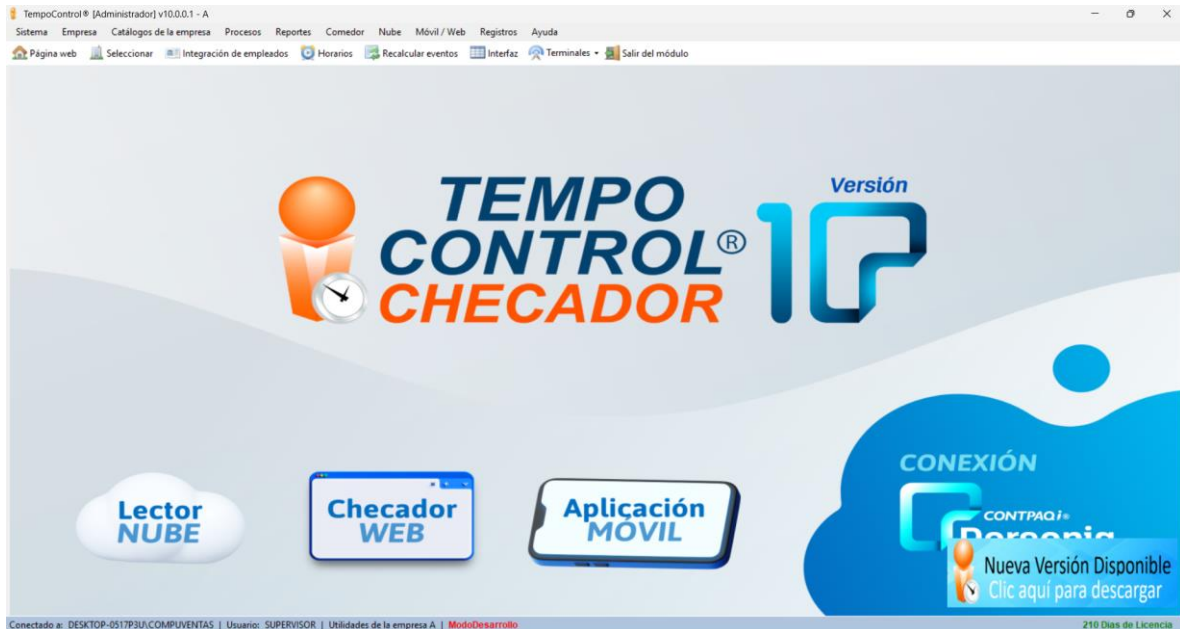 TempoControl® [Administrador] v10.0.0.1 - A
Sistema Empresa Catálogos de la empresa Procesos Reportes Comedor Nube Móvil / Web Registros Ayuda
Página web Seleccionar Integración de empleados Horarios Recalcular eventos Interfaz Terminales Salir del módulo
TEMPO
CONTROL®
CHECADOR
Versión
10
CONEXIÓN
CONTPAQi®
Lector
NUBE
Checador
WEB
Aplicación
MÓVIL
Nueva Versión Disponible
Clic aquí para descargar
Conectado a: DESKTOP-0517P3U\COMPUVENTAS | Usuario: SUPERVISOR | Utilidades de la empresa A | ModoDesarrollo
210 Dias de Licencia